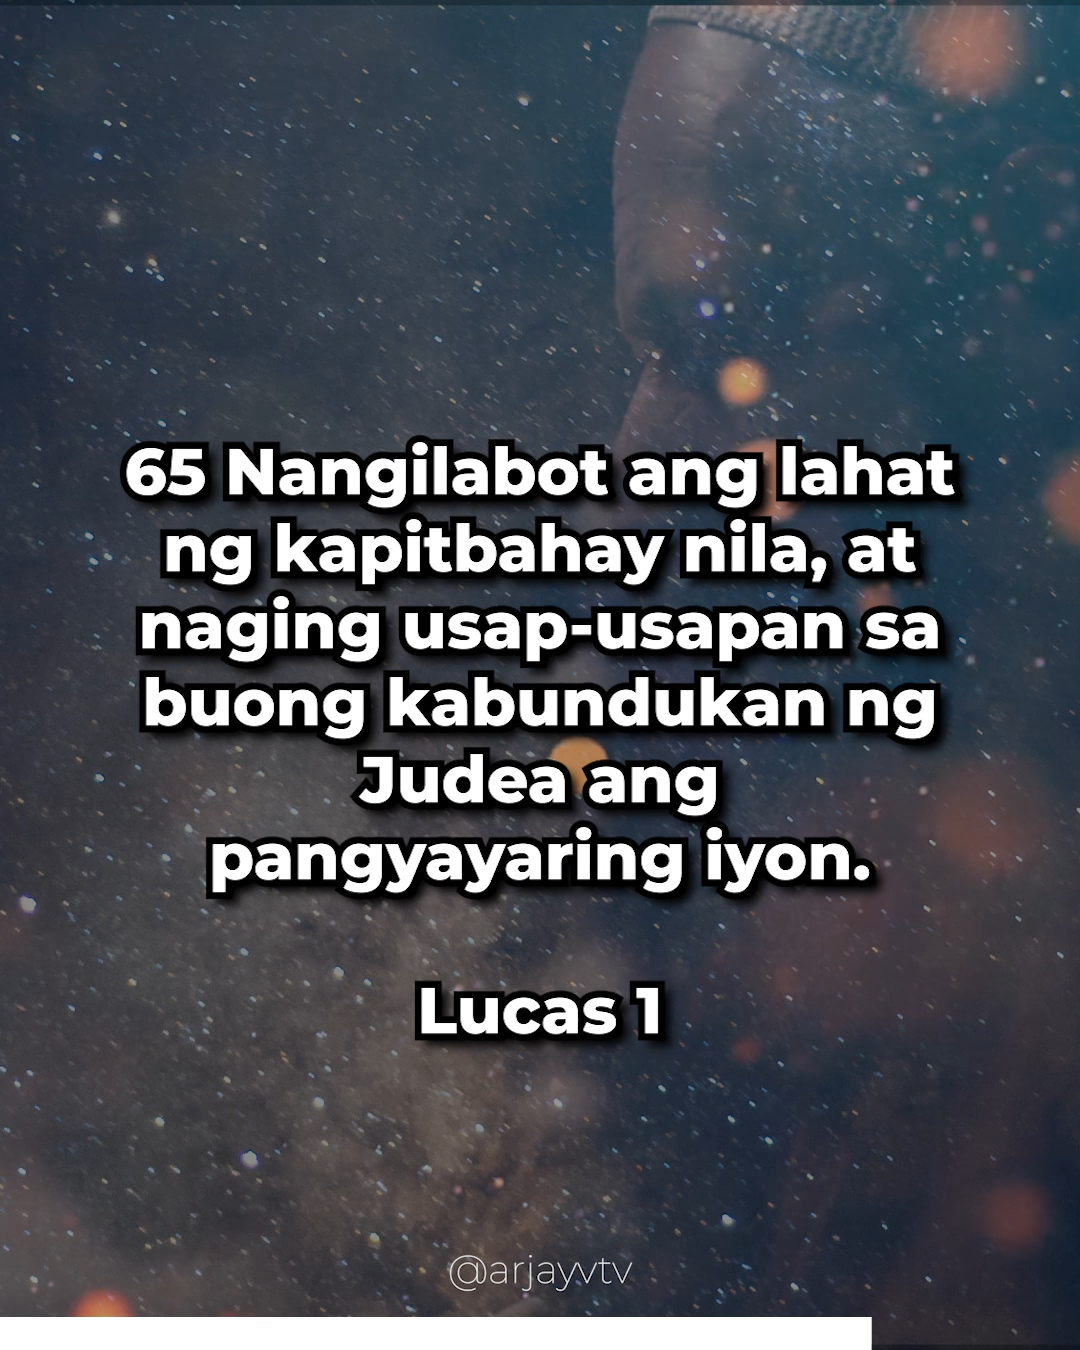 65 Nangilabot ang lahat
ng kapitbahay nila, at
naging usap-usapan sa
buong kabundukan ng
Judea ang
pangyayaring iyon.
Lucas 1
@arjayvtv